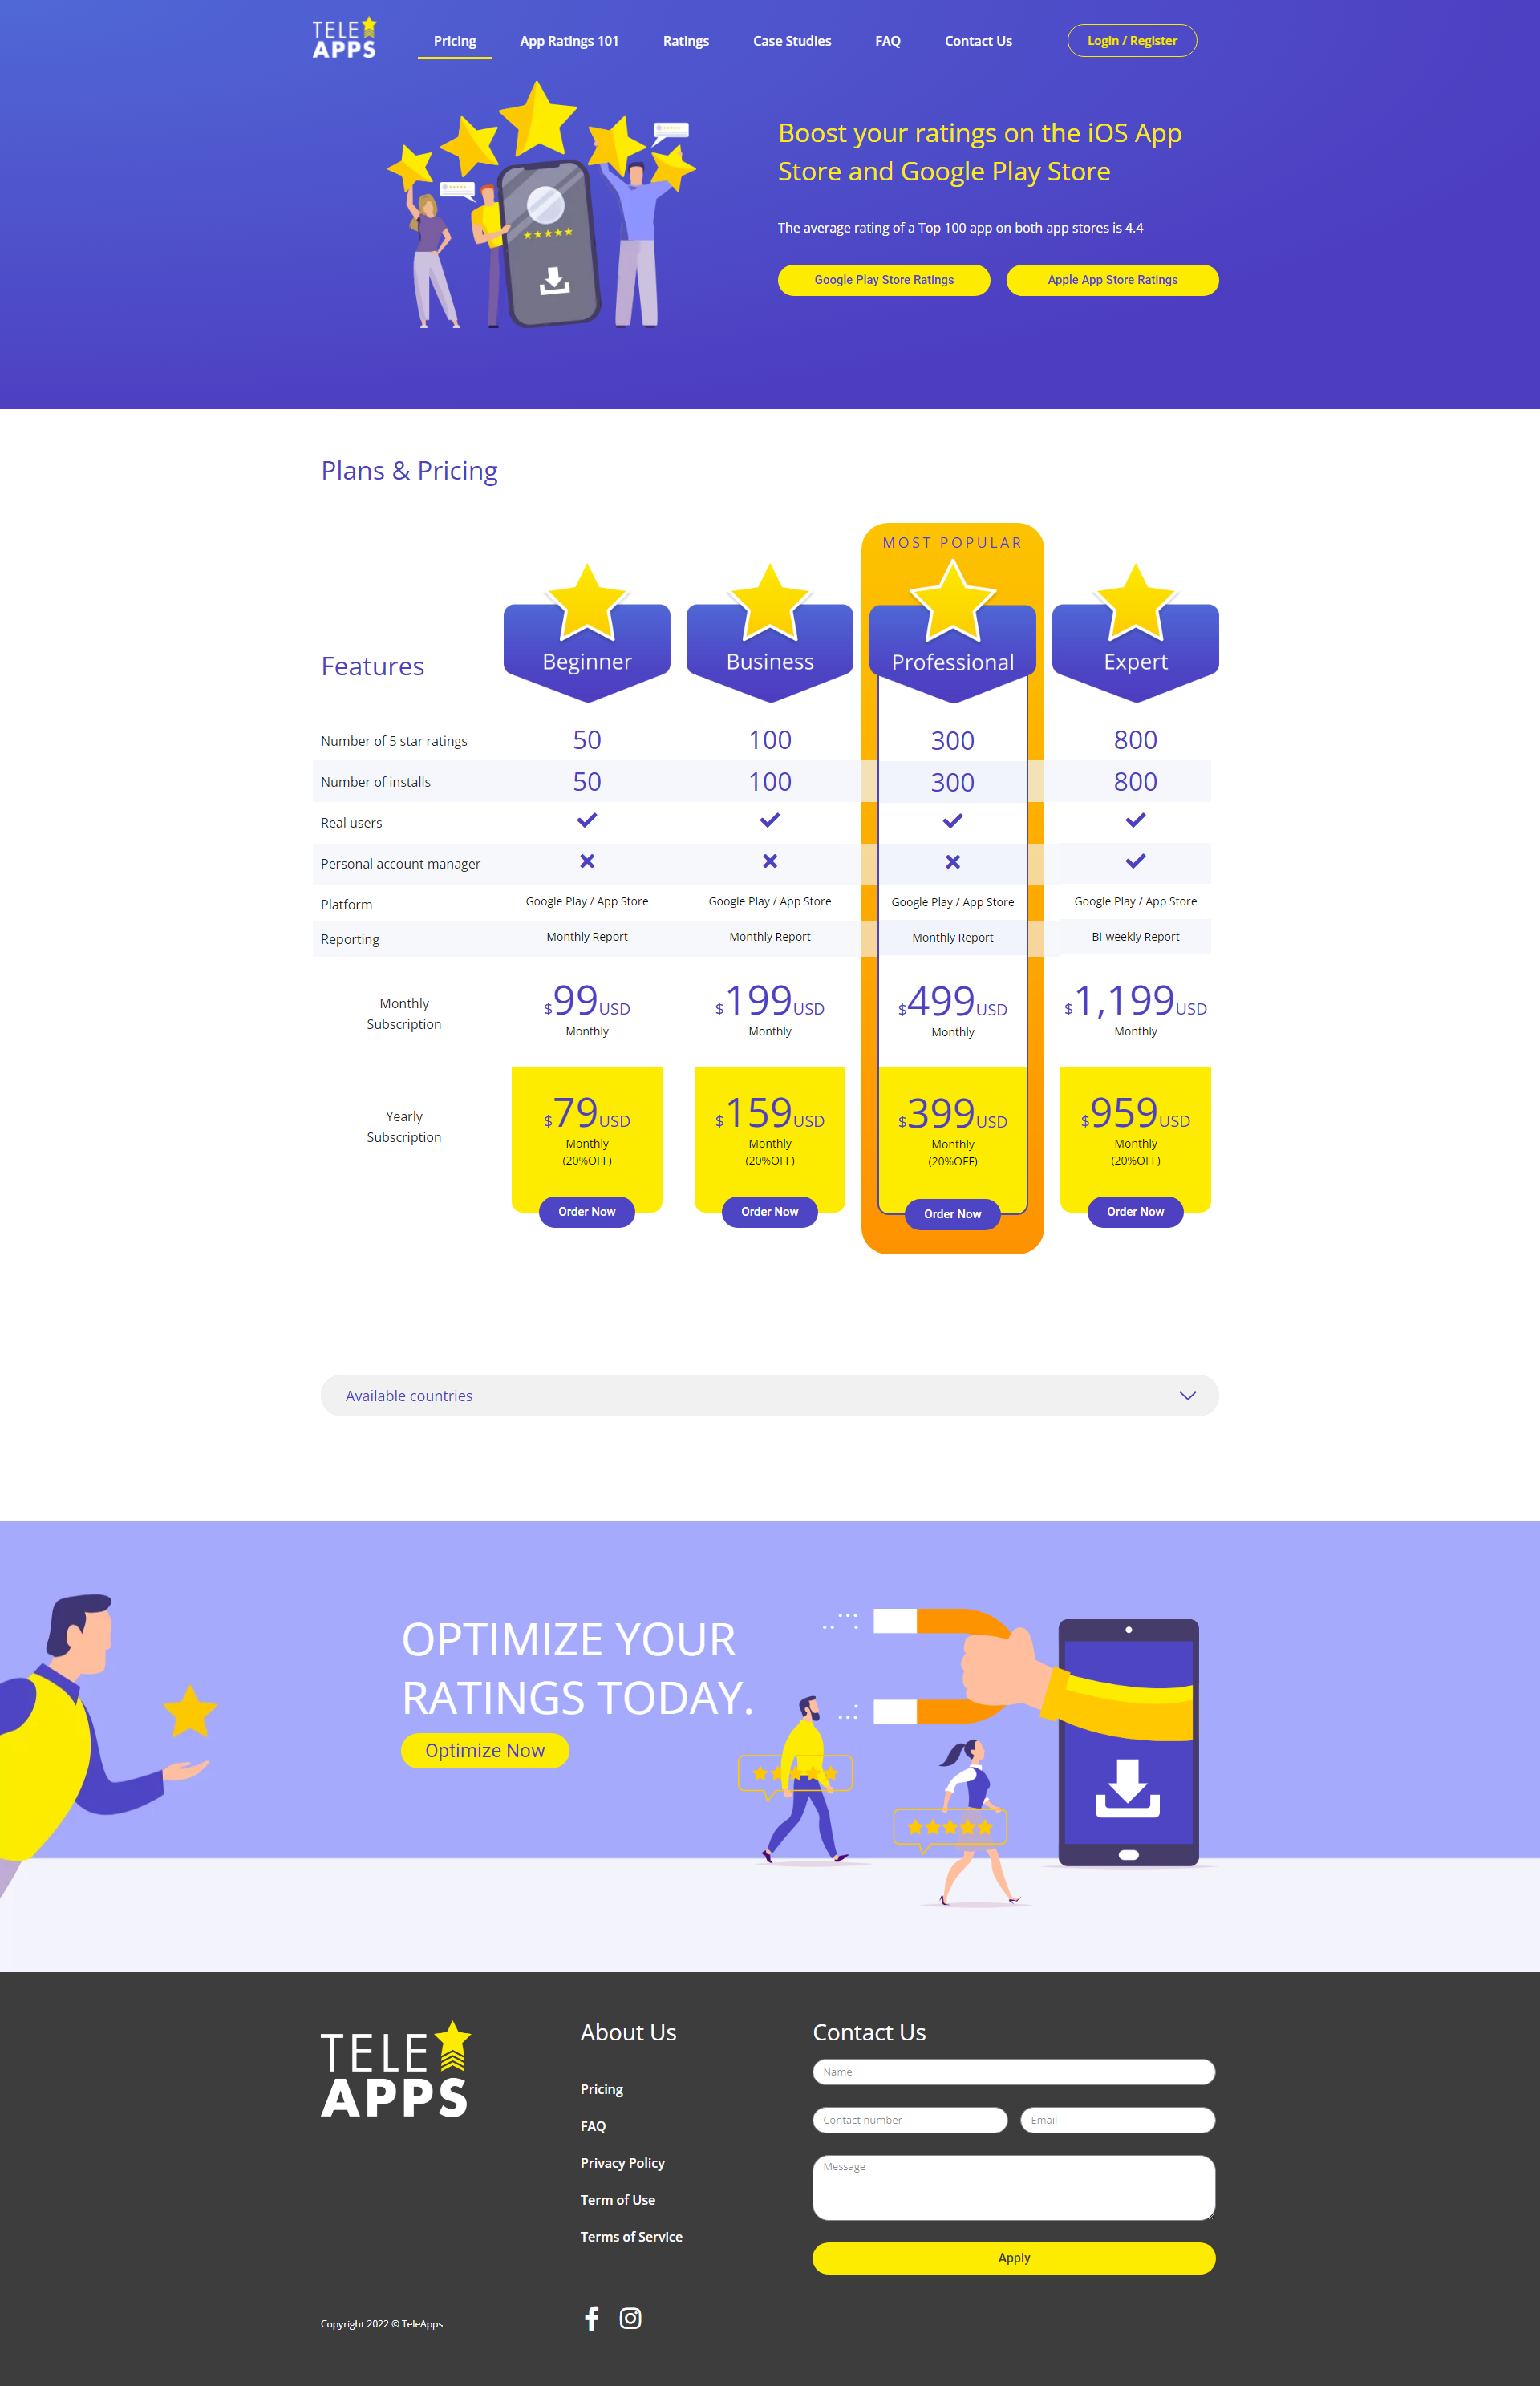 TELE
APPS
Pricing
App Ratings 101
Ratings
Case Studies
FAQ
Contact Us
Login / Register
Boost your ratings on the iOS App
Store and Google Play Store
The average rating of a Top 100 app on both app stores is 4.4
Google Play Store Ratings
Apple App Store Ratings
Plans & Pricing
MOST POPULAR
Features
Beginner
Business
Professional
Expert
Number of 5 star ratings
50
100
300
800
Number of installs
50
100
300
800
Real users
Personal account manager
Platform
Google Play / App Store
Google Play / App Store
Google Play / App Store
Google Play / App Store
Reporting
Monthly Report
Monthly Report
Monthly Report
Bi-weekly Report
Monthly
Subscription
$99USD
Monthly
$199USD
Monthly
$499USD
Monthly
$1,199USD
Monthly
Yearly
Subscription
$79USD
Monthly
(20%OFF)
$159USD
Monthly
(20%OFF)
$399USD
Monthly
(20%OFF)
$959USD
Monthly
(20%OFF)
Order Now
Order Now
Order Now
Order Now
Available countries
OPTIMIZE YOUR
RATINGS TODAY.
Optimize Now
TELE
APPS
About Us
Pricing
FAQ
Privacy Policy
Term of Use
Terms of Service
Contact Us
Name
Contact number
Email
Message
Apply
Copyright 2022 © TeleApps